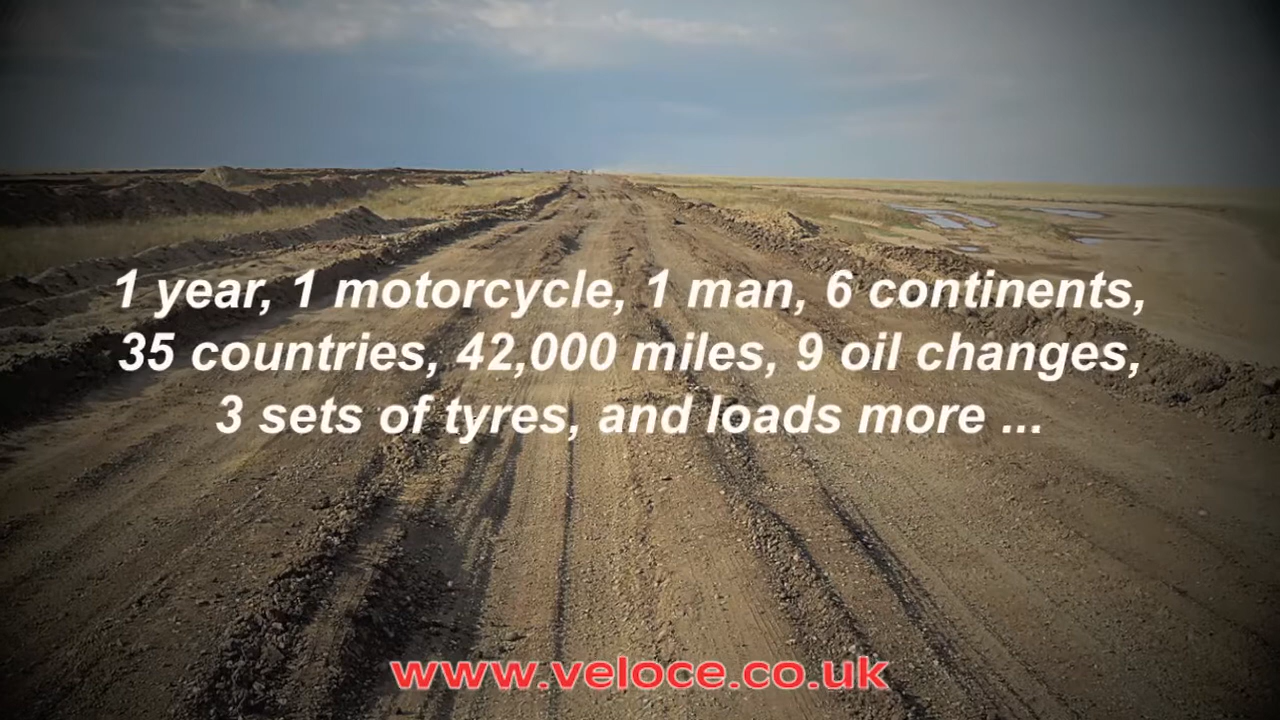 1 year, 1 motorcycle, 1 man, 6 continents,
35 countries, 42,000 miles, 9 oil changes,
3 sets of tyres, and loads more ...
www.veloce.co.uk